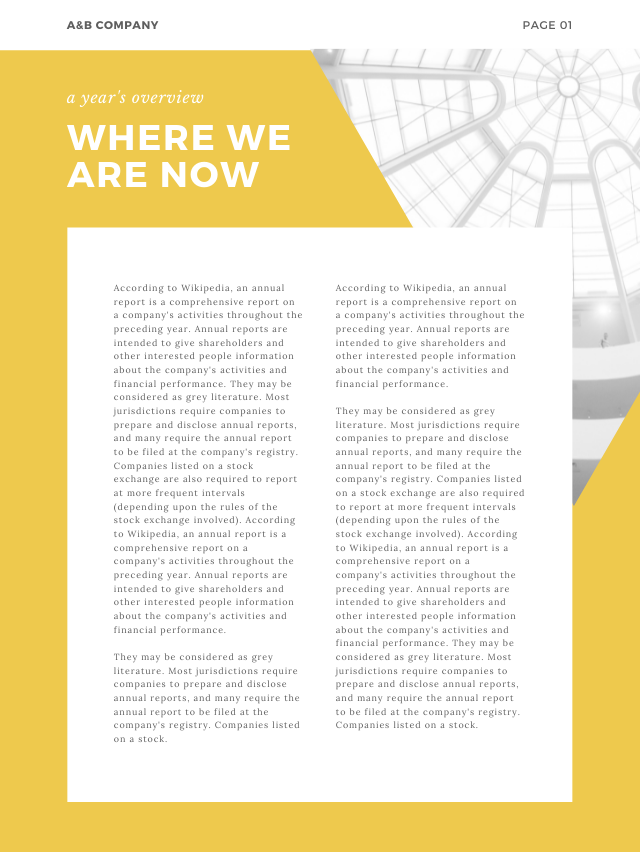 A&B COMPANY
PAGE 01
a year's overview
WHERE WE
ARE NOW
According to Wikipedia, an annual
report is a comprehensive report on
a company's activities throughout the
preceding year. Annual reports are
intended to give shareholders and
other interested people information
about the company's activities and
financial performance. They may be
considered as grey literature. Most
jurisdictions require companies to
prepare and disclose annual reports,
and many require the annual report
to be filed at the company's registry.
Companies listed on a stock
exchange are also required to report
at more frequent intervals
(depending upon the rules of the
stock exchange involved). According
to Wikipedia, an annual report is a
comprehensive report on a
company's activities throughout the
preceding year. Annual reports are
intended to give shareholders and
other interested people information
about the company's activities and
financial performance.
They may be considered as grey
literature. Most jurisdictions require
companies to prepare and disclose
annual reports, and many require the
annual report to be filed at the
company's registry. Companies listed
on a stock.
According to Wikipedia, an annual
report is a comprehensive report on
a company's activities throughout the
preceding year. Annual reports are
intended to give shareholders and
other interested people information
about the company's activities and
financial performance.
They may be considered as grey
literature. Most jurisdictions require
companies to prepare and disclose
annual reports, and many require the
annual report to be filed at the
company's registry. Companies listed
on a stock exchange are also required
to report at more frequent intervals
(depending upon the rules of the
stock exchange involved). According
to Wikipedia, an annual report is a
comprehensive report on a
company's activities throughout the
preceding year. Annual reports are
intended to give shareholders and
other interested people information
about the company's activities and
financial performance. They may be
considered as grey literature. Most
jurisdictions require companies to
prepare and disclose annual reports,
and many require the annual report
to be filed at the company's registry.
Companies listed on a stock.